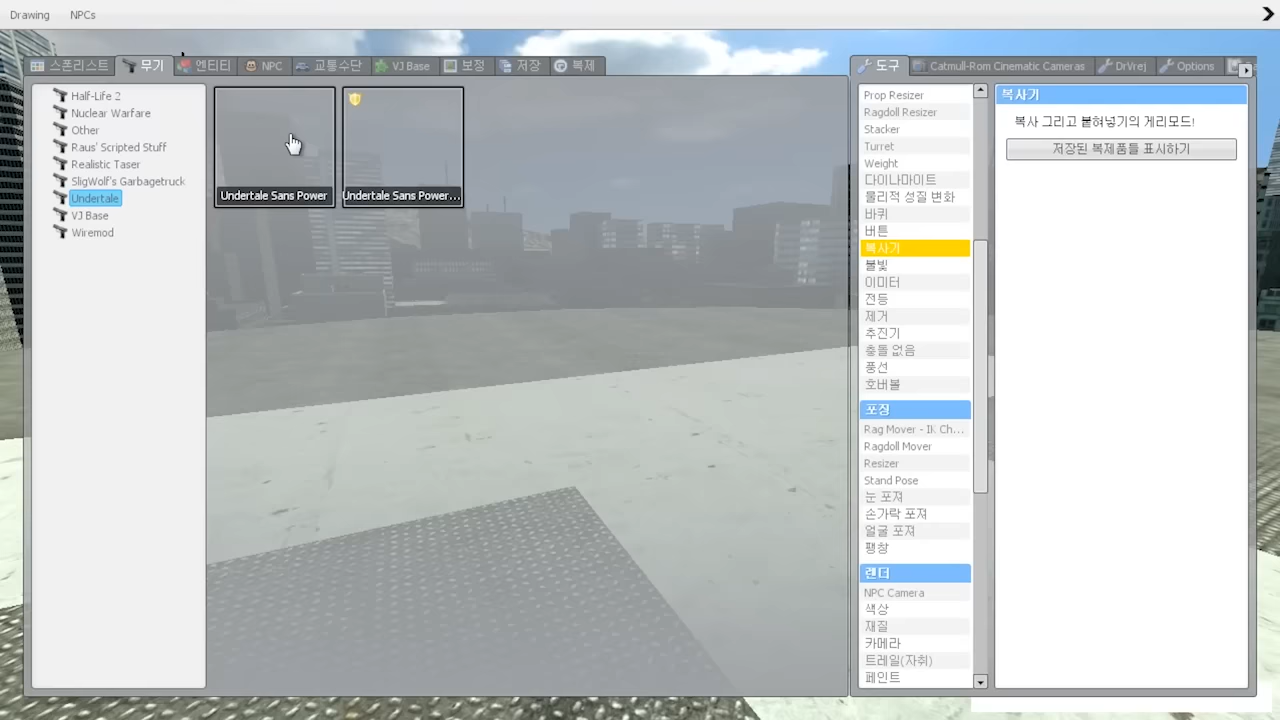 Drawing NPCs
스폰리스트 무기 엔티티 NPC 교통수단 VJ Base 보정 저장 복제
Half-Life 2
Nuclear Warfare
Other
Raus' Scripted Stuff
Realistic Taser
SligWolf's Garbagetruck
Undertale
VJ Base
Wiremod
Undertale Sans Power
Undertale Sans Power...
도구 Catmull-Rom Cinematic Cameras DrVrej Options
Prop Resizer
Ragdoll Resizer
Stacker
Turret
Weight
다이나마이트
물리적 성질 변화
바퀴
버튼
복사기
불빛
이미터
전등
제거
추진기
충돌 없음
풍선
호버볼
포징
Rag Mover - IK Ch...
Ragdoll Mover
Resizer
Stand Pose
눈 포져
손가락 포져
얼굴 포져
팽창
렌더
NPC Camera
색상
재질
카메라
트레일(자취)
페인트
복사기
복사 그리고 붙혀넣기의 게리모드!
저장된 복제품들 표시하기